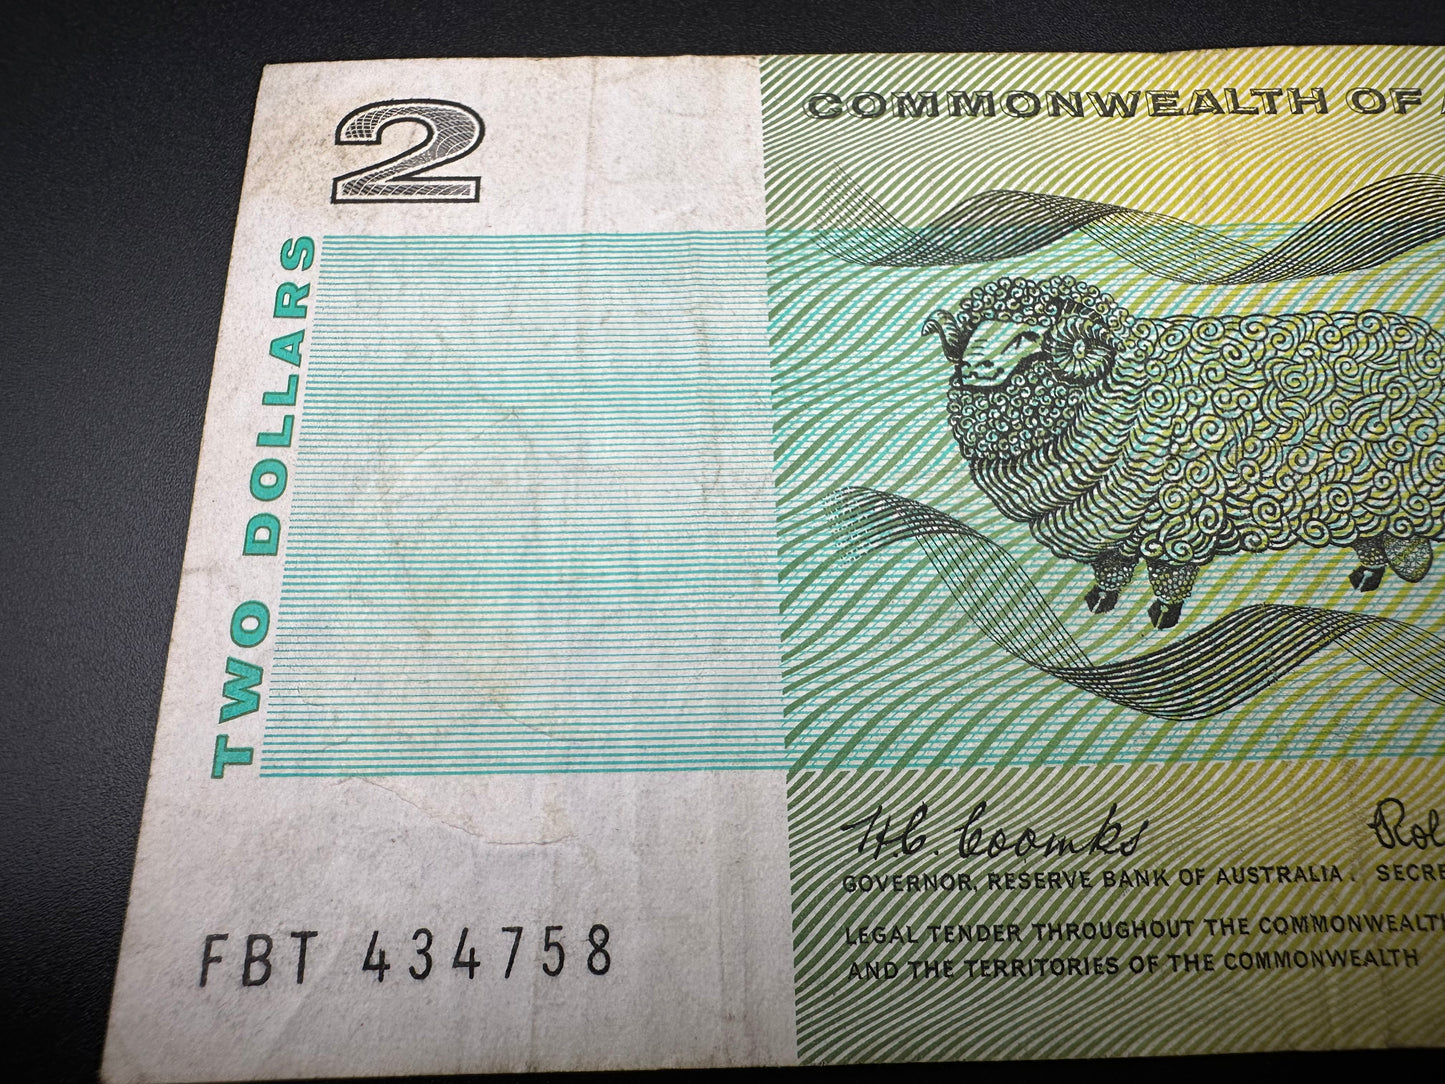 2
COMMONWEALTH OF
TWO DOLLARS
H.C. Coombs
GOVERNOR, RESERVE BANK OF AUSTRALIA.
LEGAL TENDER THROUGHOUT THE COMMONWEALTH
AND THE TERRITORIES OF THE COMMONWEALTH
FBT 434758